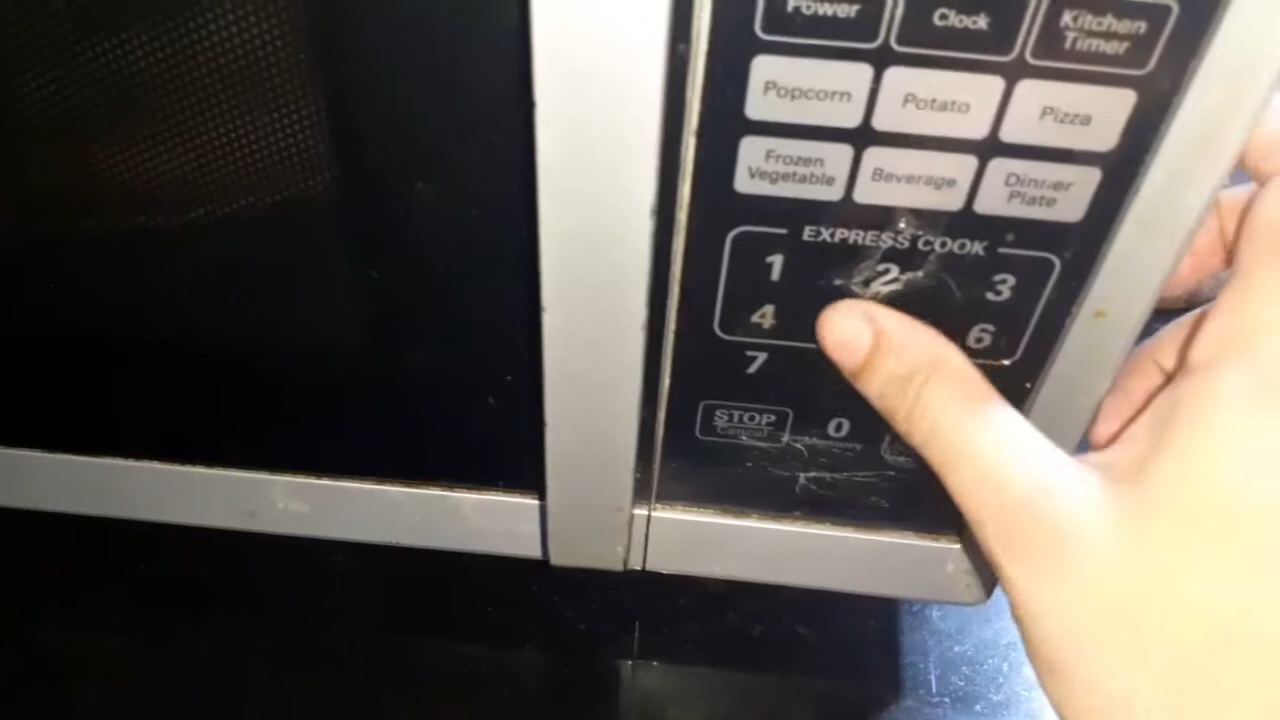 Power
Clock
Kitchen
Timer
Popcorn
Potato
Pizza
Frozen
Vegetable
Beverage
Dinner
Plate
EXPRESS COOK
1 2 3
4 6
7
STOP
Cancel
0
Memory